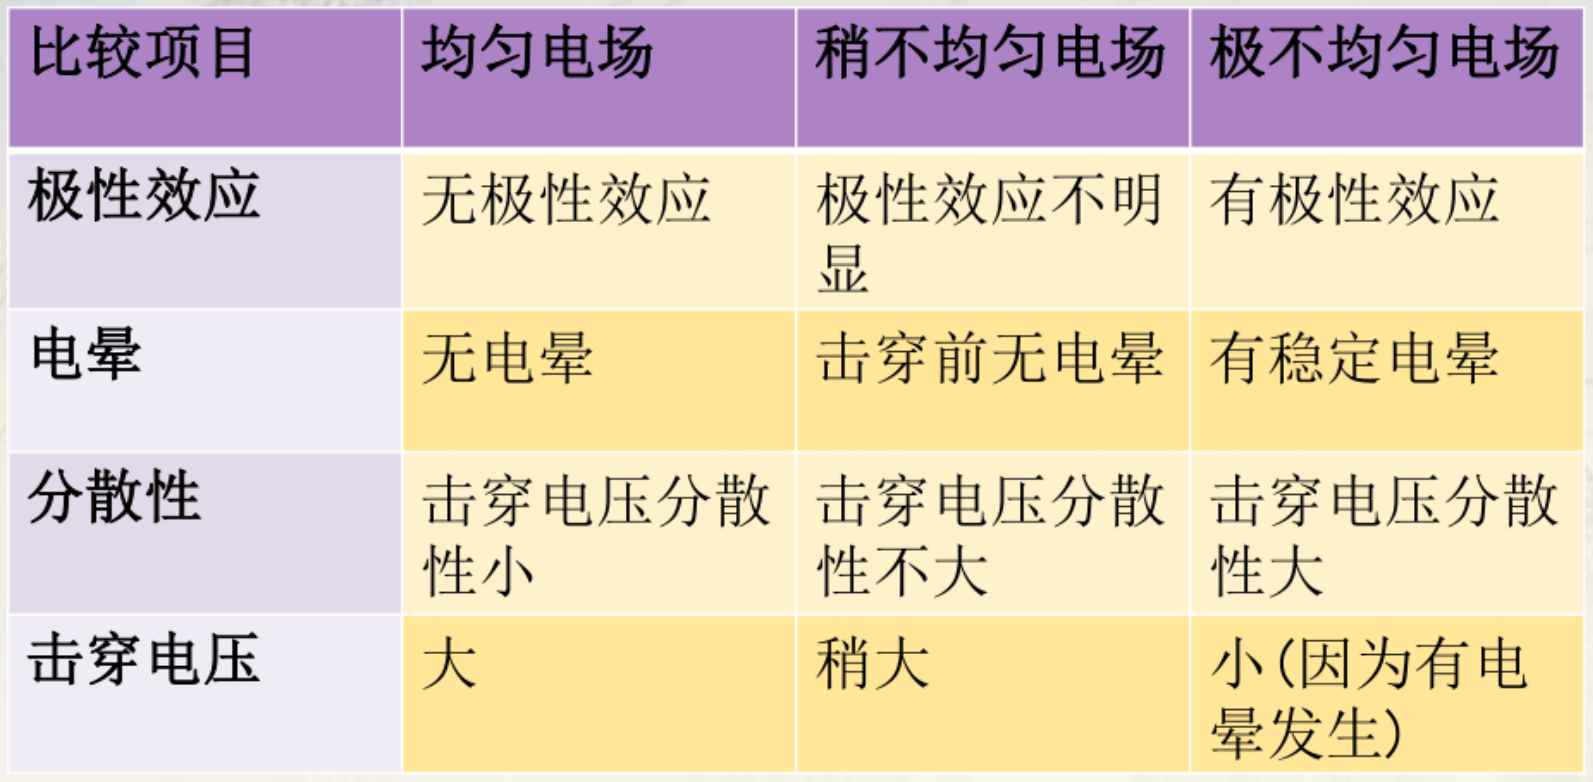 比较项目
均匀电场
稍不均匀电场
极不均匀电场
极性效应
无极性效应
极性效应不明
显
有极性效应
电晕
无电晕
击穿前无电晕
有稳定电晕
分散性
击穿电压分散
性小
击穿电压分散
性不大
击穿电压分散
性大
击穿电压
大
稍大
小(因为有电
晕发生)